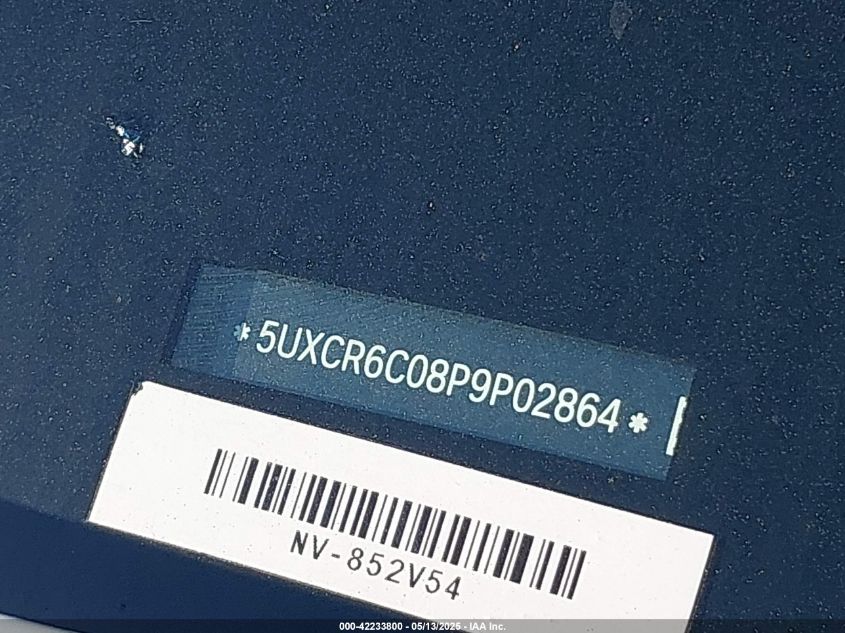 *5UXCR6C08P9P02864*
NV-852V54
000-42233800 - 05/13/2025 - IAA Inc.